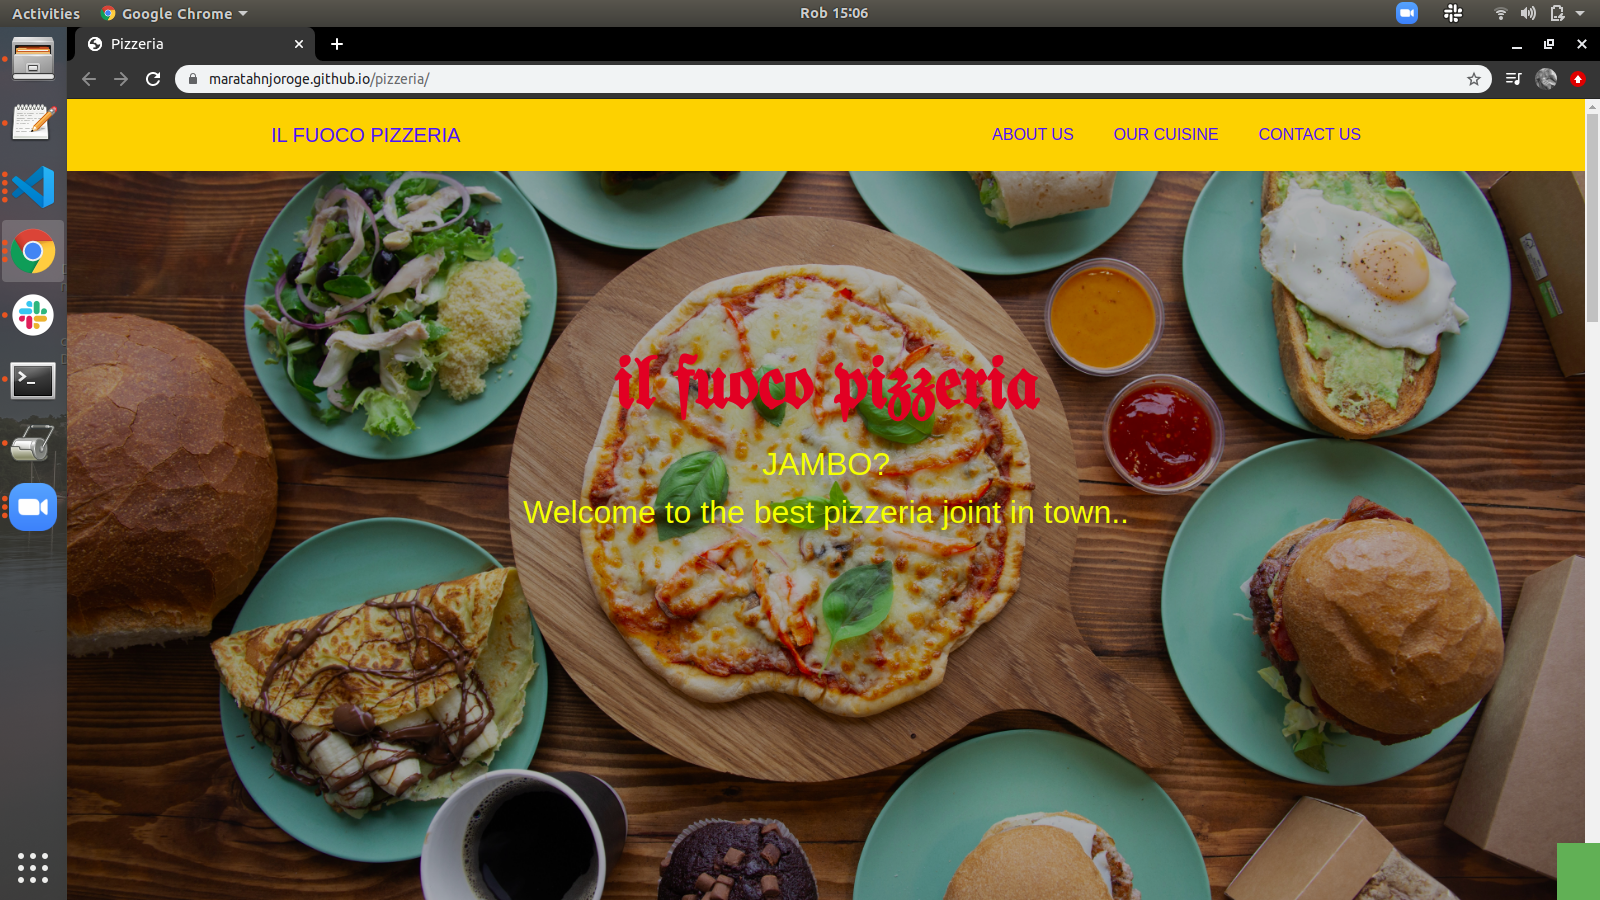 Activities
Google Chrome
Rob 15:06
Pizzeria
maratahnjoroge.github.io/pizzeria/
IL FUOCO PIZZERIA
ABOUT US
OUR CUISINE
CONTACT US
il fuoco pizzeria
JAMBO?
Welcome to the best pizzeria joint in town..